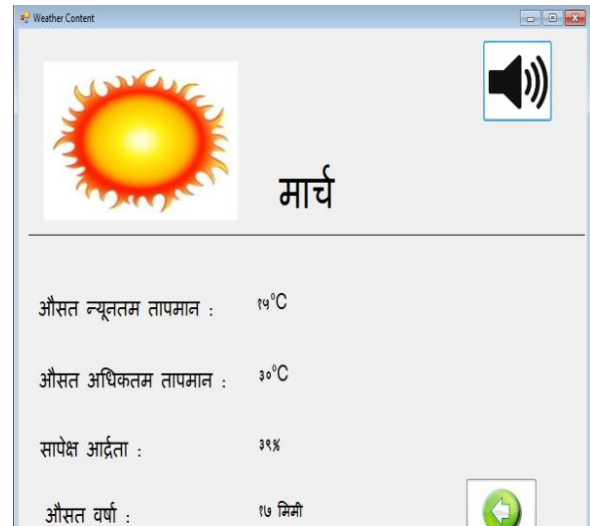 Weather Content
मार्च
औसत न्यूनतम तापमान : १५°C
औसत अधिकतम तापमान : ३०°C
सापेक्ष आर्द्रता : ३९%
औसत वर्षा : १७ मिमी